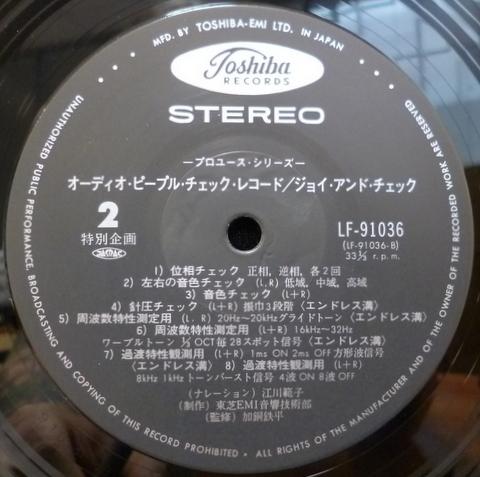 MFD. BY TOSHIBA-EMI LTD. IN JAPAN
Toshiba
RECORDS
STEREO
―プロユース・シリーズ―
オーディオ・ピープル・チェック・レコード/ジョイ・アンド・チェック
2
特別企画
JASRAC
LF-91036
(LF-91036-B)
33⅓ r.p.m.
1) 位相チェック 正相, 逆相, 各2回
2) 左右の音色チェック (L, R) 低域, 中域, 高域
3) 音色チェック (L+R)
4) 針圧チェック (L+R) 振巾3段階 〈エンドレス溝〉
5) 周波数特性測定用 (L, R) 20Hz~20kHzグライドトーン 〈エンドレス溝〉
6) 周波数特性測定用 (L+R) 16kHz~32Hz
ワーブルトーン ⅓ OCT毎 28スポット信号 〈エンドレス溝〉
7) 過渡特性観測用 (L+R) 1ms ON 2ms OFF 方形波信号
〈エンドレス溝〉 8) 過渡特性観測用 (L+R)
8kHz 1kHzトーンバースト信号 4波ON 8波OFF
(ナレーション) 江川範子
(制作) 東芝EMI音響技術部
(監修) 加銅鉄平
UNAUTHORIZED PUBLIC PERFORMANCE, BROADCASTING AND COPYING OF THIS RECORD PROHIBITED • ALL RIGHTS OF THE MANUFACTURER AND OF THE OWNER OF THE RECORDED WORK ARE RESERVED